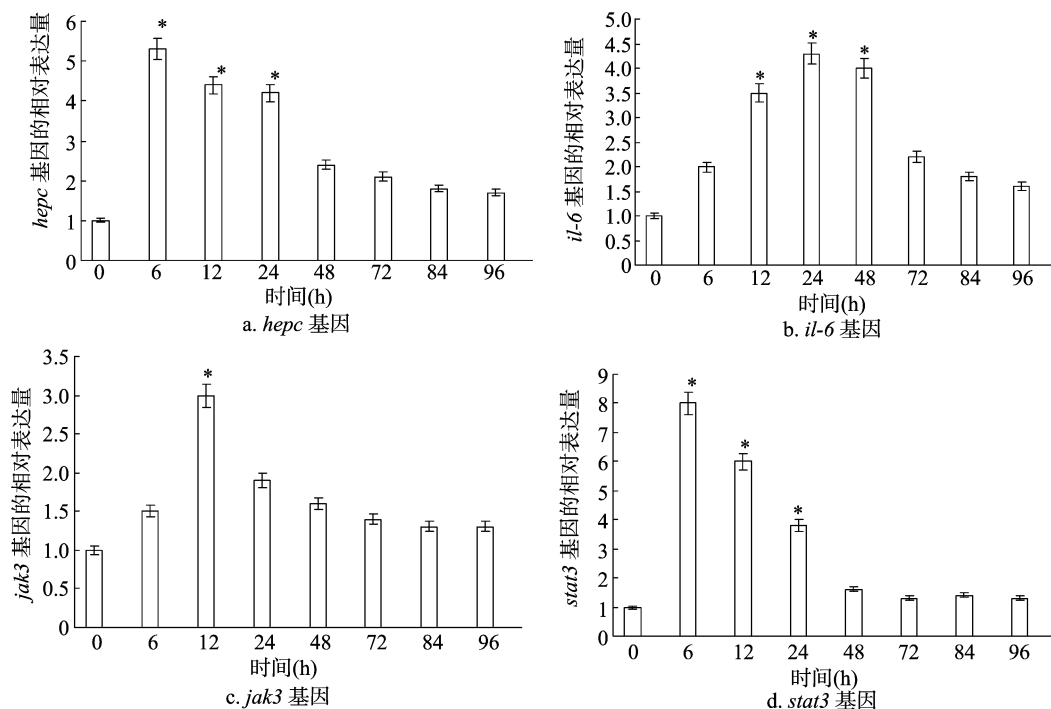 hepc 基因的相对表达量
6
5
4
3
2
1
0
*
*
*
0 6 12 24 48 72 84 96
时间(h)
a. hepc 基因
il-6 基因的相对表达量
5.0
4.5
4.0
3.5
3.0
2.5
2.0
1.5
1.0
0.5
0
*
*
*
0 6 12 24 48 72 84 96
时间(h)
b. il-6 基因
jak3 基因的相对表达量
3.5
3.0
2.5
2.0
1.5
1.0
0.5
0
*
0 6 12 24 48 72 84 96
时间(h)
c. jak3 基因
stat3 基因的相对表达量
9
8
7
6
5
4
3
2
1
0
*
*
*
0 6 12 24 48 72 84 96
时间(h)
d. stat3 基因